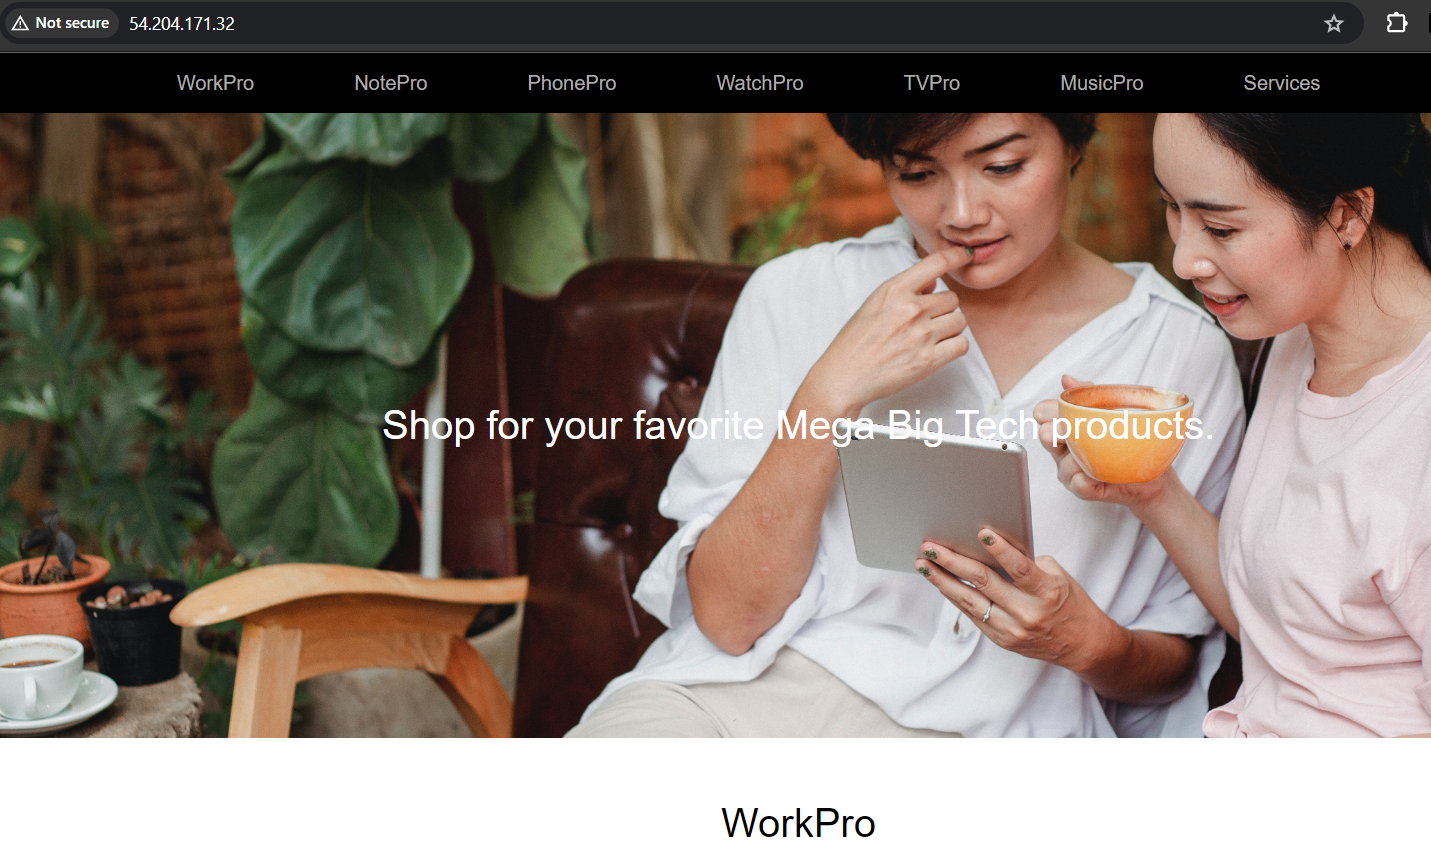 Not secure 54.204.171.32
WorkPro NotePro PhonePro WatchPro TVPro MusicPro Services
Shop for your favorite Mega Big Tech products.
WorkPro